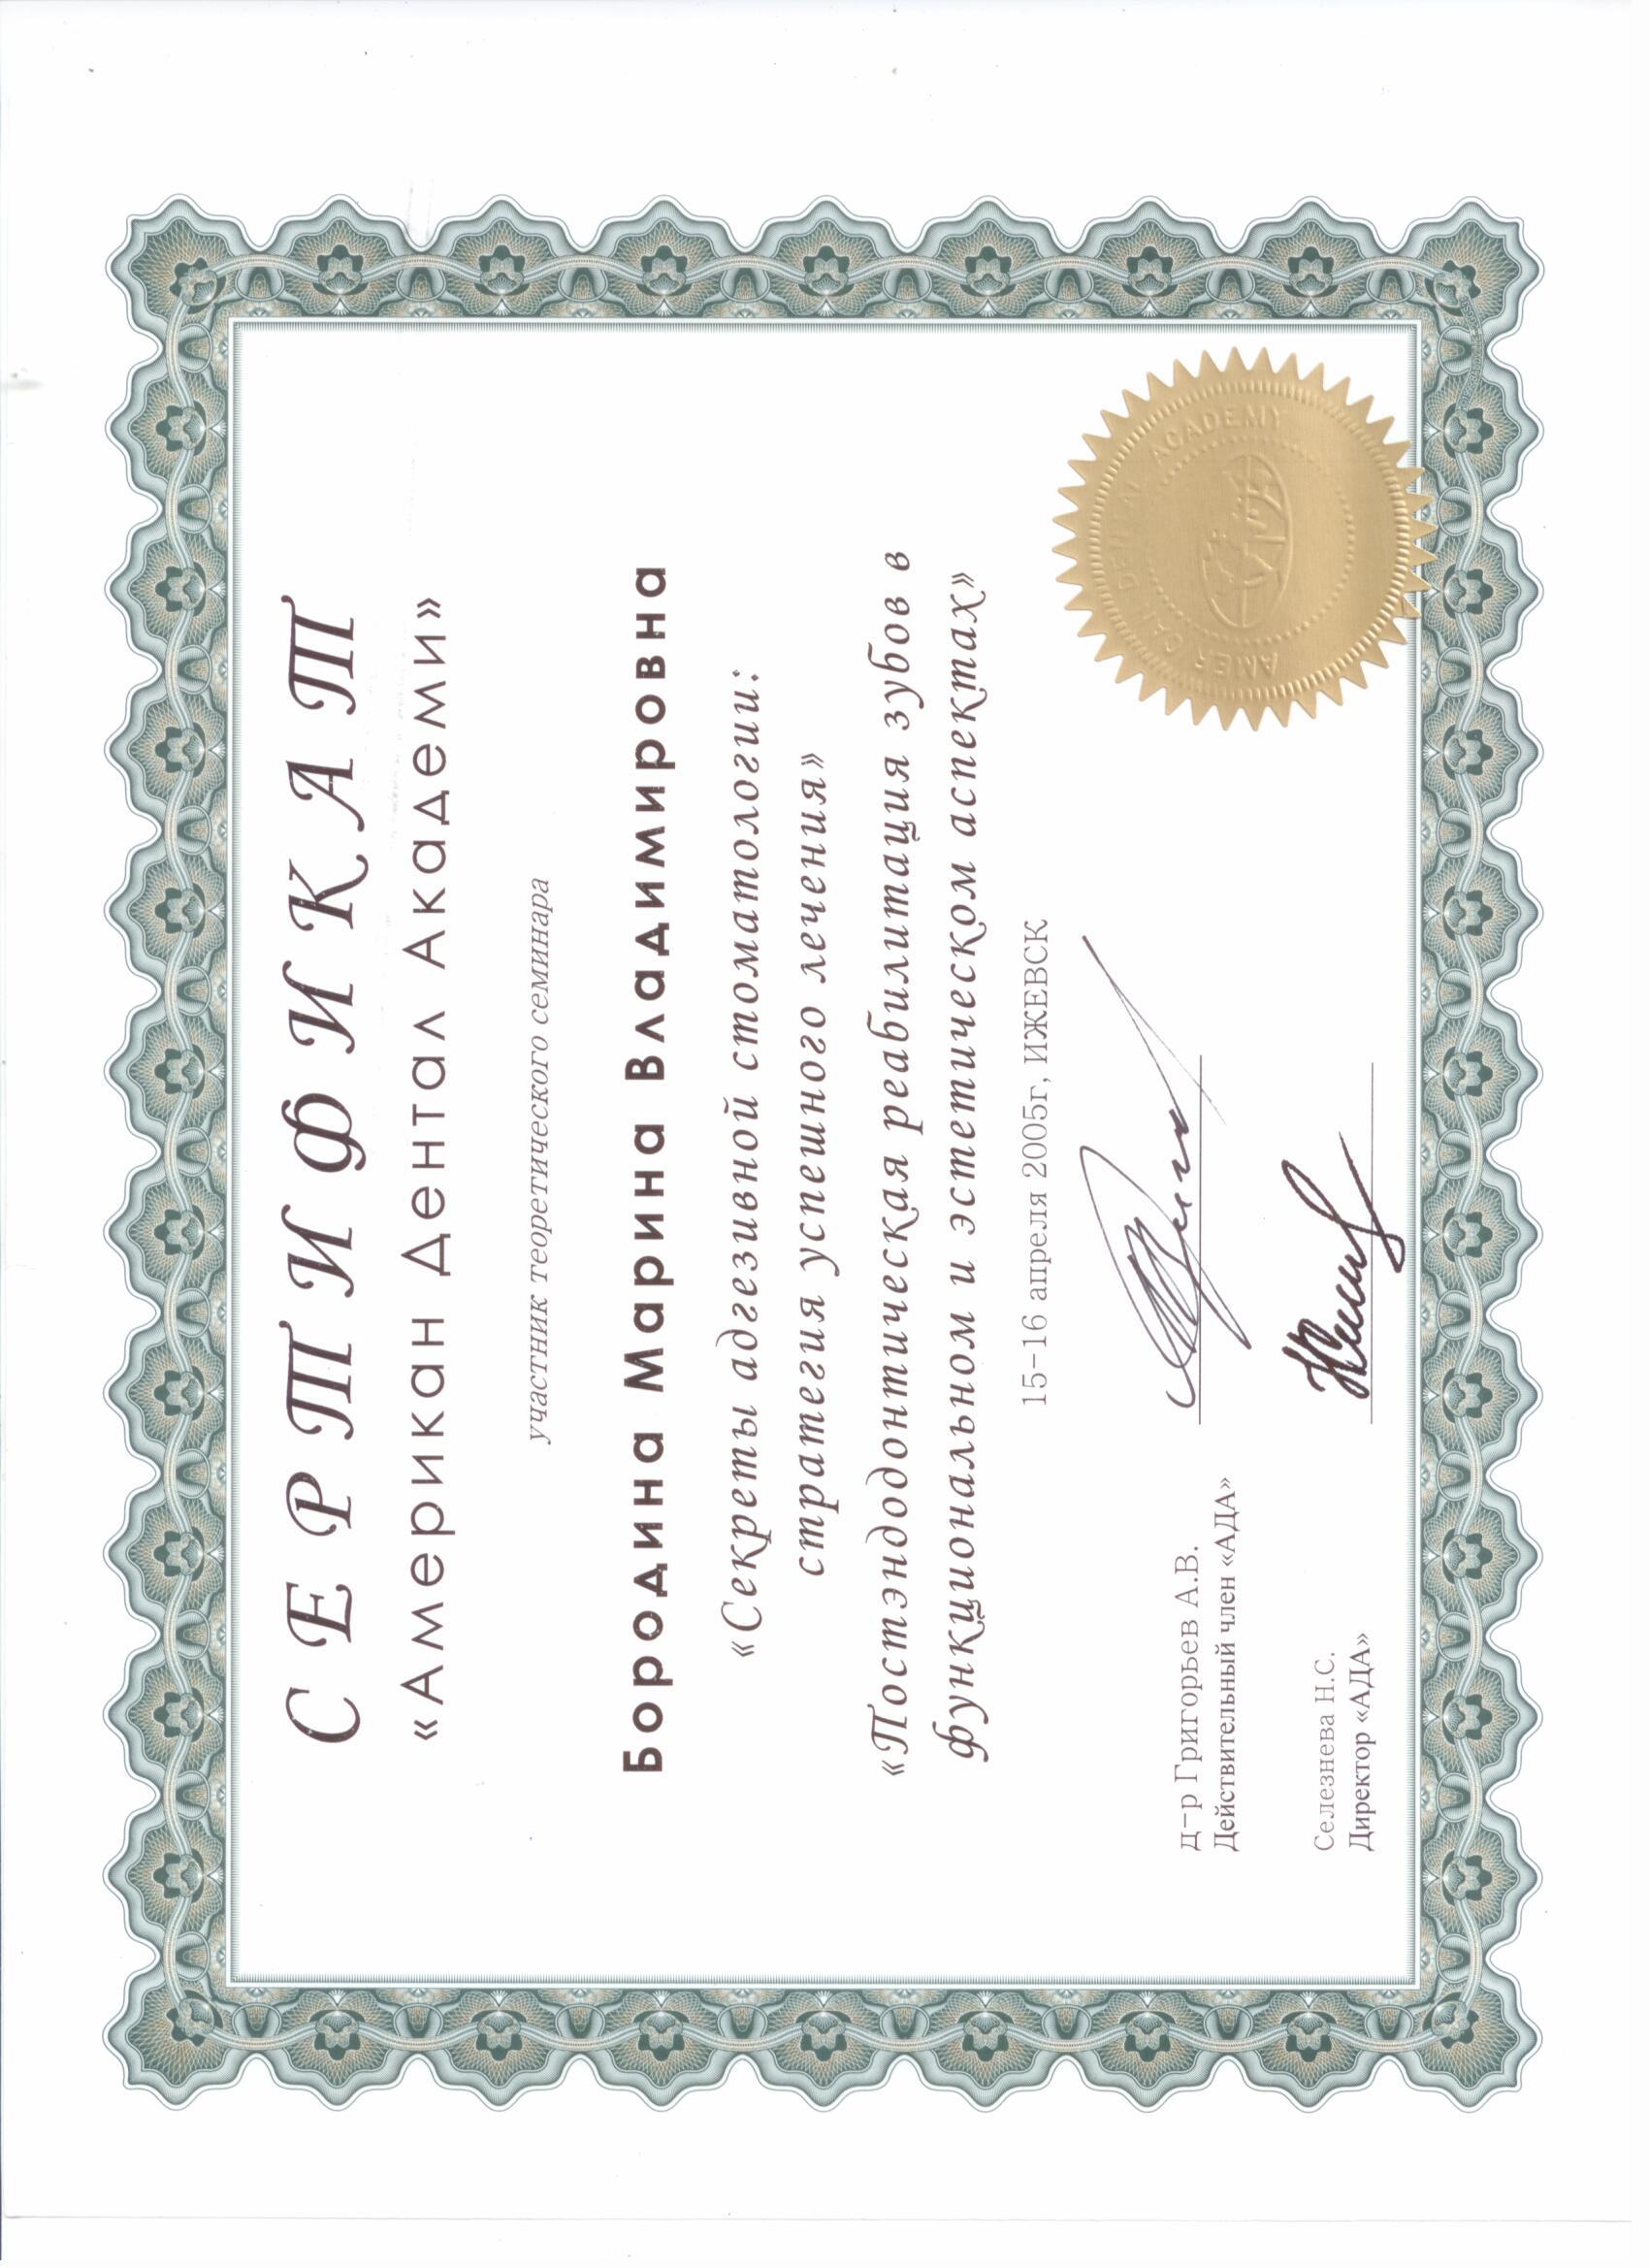 СЕРТИФИКАТ
«Американ Дентал Академи»
участник теоретического семинара
Бородина Марина Владимировна
«Секреты адгезивной стоматологии:
стратегия успешного лечения»
«Постэндодонтическая реабилитация зубов в
функциональном и эстетическом аспектах»
15-16 апреля 2005г, ИЖЕВСК
д-р Григорьев А.В.
Действительный член «АДА»
Селезнева Н.С.
Директор «АДА»
AMERICAN DENTAL ACADEMY